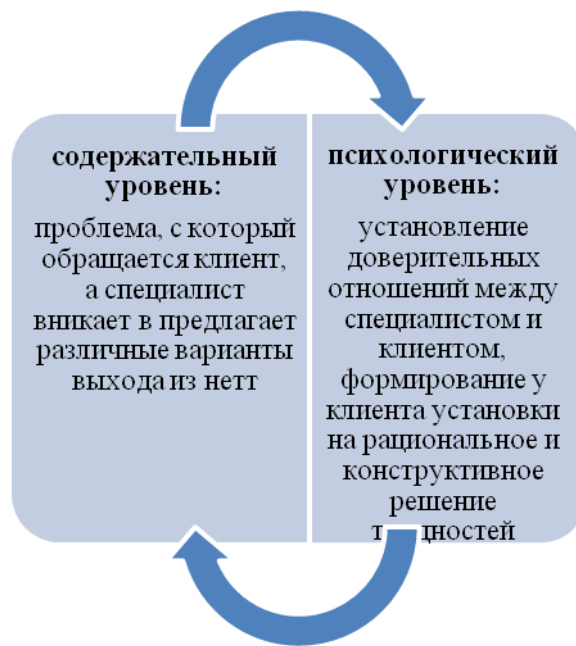 содержательный
уровень:
проблема, с который
обращается клиент,
а специалист
вникает в предлагает
различные варианты
выхода из нетт
психологический
уровень:
установление
доверительных
отношений между
специалистом и
клиентом,
формирование у
клиента установки
на рациональное и
конструктивное
решение